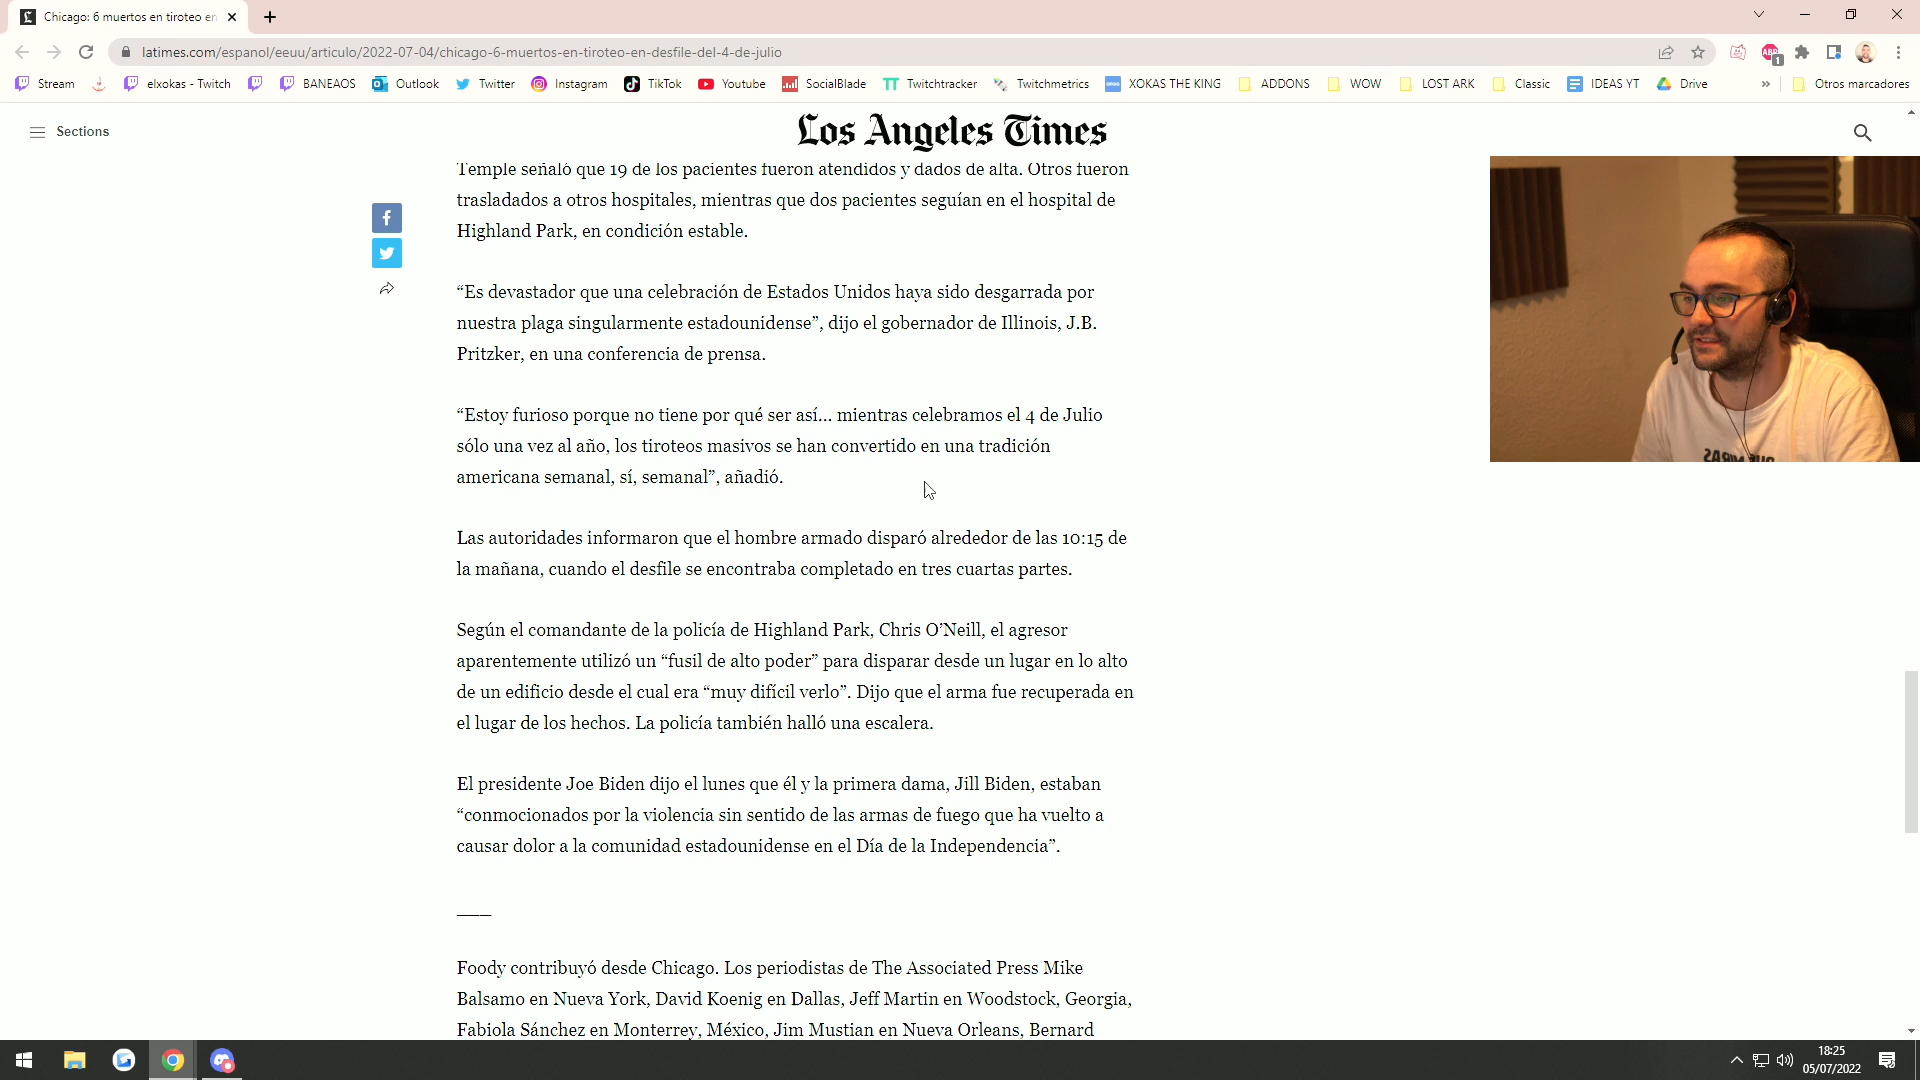 Chicago: 6 muertos en tiroteo en
latimes.com/espanol/eeuu/articulo/2022-07-04/chicago-6-muertos-en-tiroteo-en-desfile-del-4-de-julio
ABP
1
Stream
elxokas - Twitch
BANEAOS
Outlook
Twitter
Instagram
TikTok
Youtube
SocialBlade
Twitchtracker
Twitchmetrics
XOKAS THE KING
ADDONS
WOW
LOST ARK
Classic
IDEAS YT
Drive
»
Otros marcadores
Sections
Los Angeles Times
Temple señaló que 19 de los pacientes fueron atendidos y dados de alta. Otros fueron
trasladados a otros hospitales, mientras que dos pacientes seguían en el hospital de
Highland Park, en condición estable.
“Es devastador que una celebración de Estados Unidos haya sido desgarrada por
nuestra plaga singularmente estadounidense”, dijo el gobernador de Illinois, J.B.
Pritzker, en una conferencia de prensa.
“Estoy furioso porque no tiene por qué ser así... mientras celebramos el 4 de Julio
sólo una vez al año, los tiroteos masivos se han convertido en una tradición
americana semanal, sí, semanal”, añadió.
Las autoridades informaron que el hombre armado disparó alrededor de las 10:15 de
la mañana, cuando el desfile se encontraba completado en tres cuartas partes.
Según el comandante de la policía de Highland Park, Chris O’Neill, el agresor
aparentemente utilizó un “fusil de alto poder” para disparar desde un lugar en lo alto
de un edificio desde el cual era “muy difícil verlo”. Dijo que el arma fue recuperada en
el lugar de los hechos. La policía también halló una escalera.
El presidente Joe Biden dijo el lunes que él y la primera dama, Jill Biden, estaban
“conmocionados por la violencia sin sentido de las armas de fuego que ha vuelto a
causar dolor a la comunidad estadounidense en el Día de la Independencia”.
___
Foody contribuyó desde Chicago. Los periodistas de The Associated Press Mike
Balsamo en Nueva York, David Koenig en Dallas, Jeff Martin en Woodstock, Georgia,
Fabiola Sánchez en Monterrey, México, Jim Mustian en Nueva Orleans, Bernard
18:25
05/07/2022